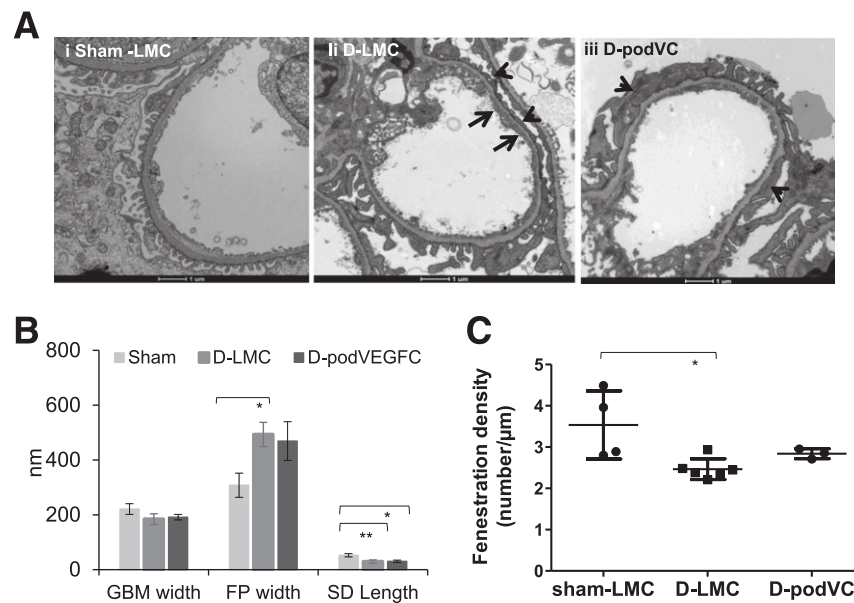 A
i Sham -LMC
Ii D-LMC
iii D-podVC
1 um
1 um
1 um
B
800
600
400
200
0
nm
Sham
D-LMC
D-podVEGFC
*
*
**
GBM width
FP width
SD Length
C
5
4
3
2
1
0
Fenestration density
(number/μm)
*
sham-LMC
D-LMC
D-podVC